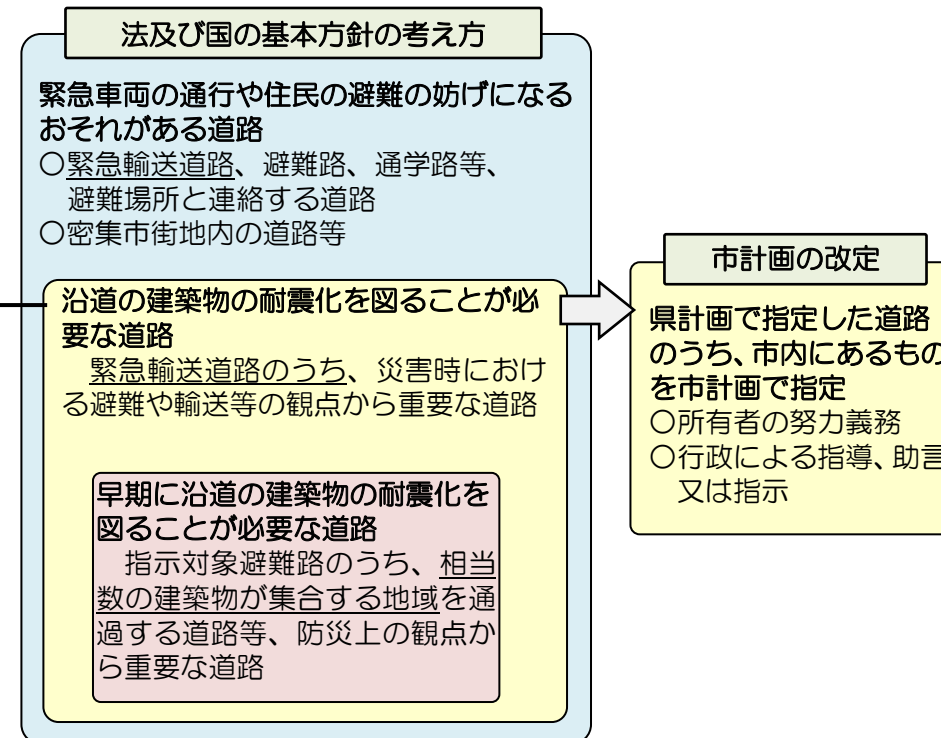 法及び国の基本方針の考え方
緊急車両の通行や住民の避難の妨げになる
おそれがある道路
〇緊急輸送道路、避難路、通学路等、
避難場所と連絡する道路
〇密集市街地内の道路等
沿道の建築物の耐震化を図ることが必
要な道路
緊急輸送道路のうち、災害時におけ
る避難や輸送等の観点から重要な道路
早期に沿道の建築物の耐震化を
図ることが必要な道路
指示対象避難路のうち、相当
数の建築物が集合する地域を通
過する道路等、防災上の観点か
ら重要な道路
市計画の改定
県計画で指定した道路
のうち、市内にあるもの
を市計画で指定
〇所有者の努力義務
〇行政による指導、助言
又は指示